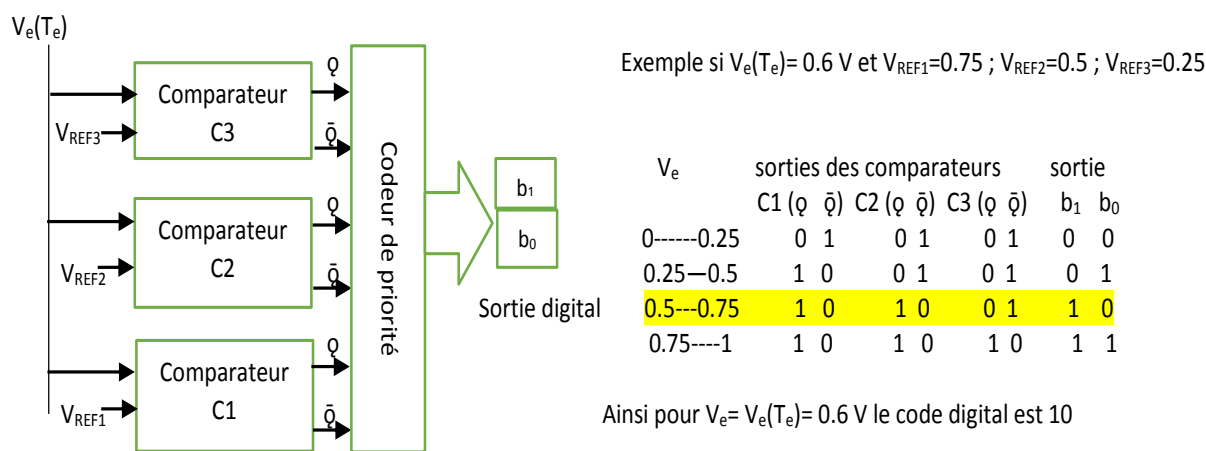 Ve(Te)
Comparateur
C3
VREF3
Q
Q̄
Comparateur
C2
VREF2
Q
Q̄
Comparateur
C1
VREF1
Q
Q̄
Codeur de priorité
b1
b0
Sortie digital
Exemple si Ve(Te)= 0.6 V et VREF1=0.75 ; VREF2=0.5 ; VREF3=0.25
Ve sorties des comparateurs sortie
C1 (Q Q̄) C2 (Q Q̄) C3 (Q Q̄) b1 b0
0------0.25 0 1 0 1 0 1 0 0
0.25—0.5 1 0 0 1 0 1 0 1
0.5---0.75 1 0 1 0 0 1 1 0
0.75----1 1 0 1 0 1 0 1 1
Ainsi pour Ve= Ve(Te)= 0.6 V le code digital est 10